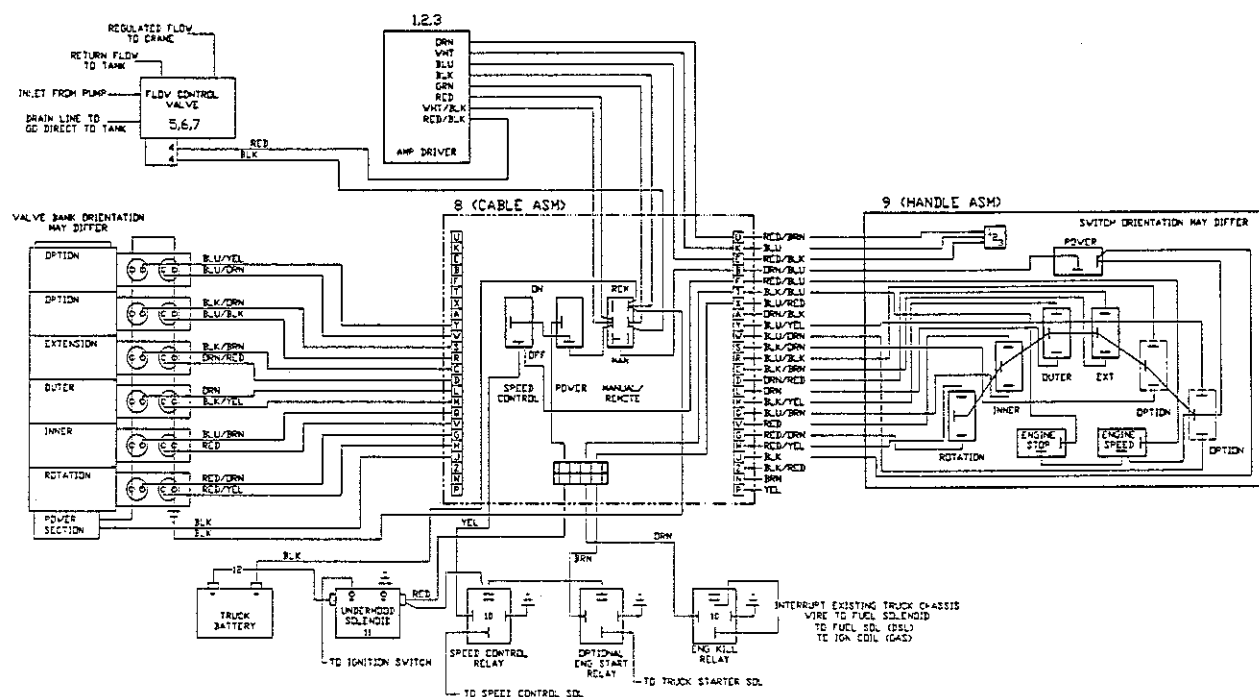 REGULATED FLOW
TO CRANE
RETURN FLOW
TO TANK
INLET FROM PUMP
DRAIN LINE TO
GO DIRECT TO TANK
FLOW CONTROL
VALVE
5,6,7
4
4
RED
BLK
1,2,3
ORN
WHT
BLU
BLK
GRN
RED
WHT/BLK
RED/BLK
AMP DRIVER
VALVE BANK ORIENTATION
MAY DIFFER
OPTION
BLU/YEL
BLU/ORN
OPTION
BLK/ORN
BLU/BLK
EXTENSION
BLK/BRN
ORN/RED
OUTER
ORN
BLK/YEL
INNER
BLU/BRN
RED
ROTATION
RED/ORN
RED/YEL
POWER
SECTION
BLK
BLK
8 (CABLE ASM)
U
K
E
B
F
T
X
A
Y
W
S
R
C
D
L
M
V
G
H
J
Z
N
P
ON
OFF
SPEED
CONTROL
POWER
REM
MAN
MANUAL/
REMOTE
RED/BRN
BLU
RED/BLK
ORN/BLU
RED/BLU
BLK/BLU
BLU/RED
ORN/BLK
BLU/YEL
BLU/ORN
BLK/ORN
BLU/BLK
BLK/BRN
ORN/RED
ORN
BLK/YEL
BLU/BRN
RED
RED/ORN
RED/YEL
BLK
BLK/RED
BRN
YEL
9 (HANDLE ASM)
SWITCH ORIENTATION MAY DIFFER
POWER
OUTER
EXT
INNER
OPTION
ROTATION
ENGINE
STOP
ENGINE
SPEED
OPTION
YEL
BRN
ORN
BLK
12
TRUCK
BATTERY
UNDERHOOD
SOLENOID
11
RED
TO IGNITION SWITCH
10
SPEED CONTROL
RELAY
TO SPEED CONTROL SOL
OPTIONAL
ENG START
RELAY
TO TRUCK STARTER SOL
10
ENG KILL
RELAY
INTERRUPT EXISTING TRUCK CHASSIS
WIRE TO FUEL SOLENOID
TO FUEL SOL (DSL)
TO IGN COIL (GAS)